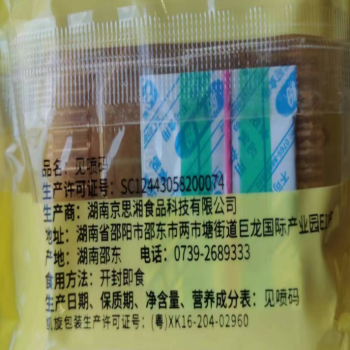 品名：见喷码
生产许可证号：SC12443058200074
生产商：湖南京思湘食品科技有限公司
地址：湖南省邵阳市邵东市两市塘街道巨龙国际产业园
产地：湖南邵东 电话：0739-2689333
食用方法：开封即食
生产日期、保质期、净含量、营养成分表：见喷码
凯旋包装生产许可证号：(粤)XK16-204-02960